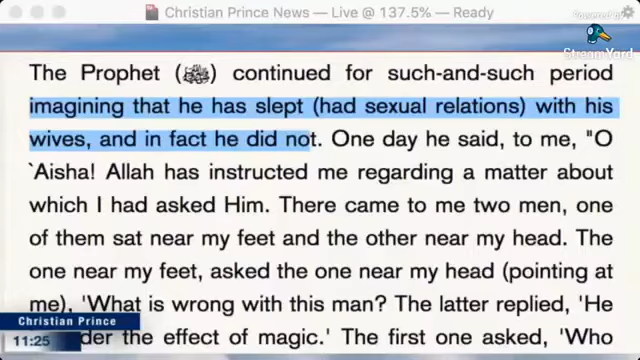 Christian Prince News — Live @ 137.5% — Ready
Powered by
StreamYard
The Prophet (ﷺ) continued for such-and-such period
imagining that he has slept (had sexual relations) with his
wives, and in fact he did not. One day he said, to me, "O
`Aisha! Allah has instructed me regarding a matter about
which I had asked Him. There came to me two men, one
of them sat near my feet and the other near my head. The
one near my feet, asked the one near my head (pointing at
me), 'What is wrong with this man? The latter replied, 'He
der the effect of magic.' The first one asked, 'Who
Christian Prince
11:25